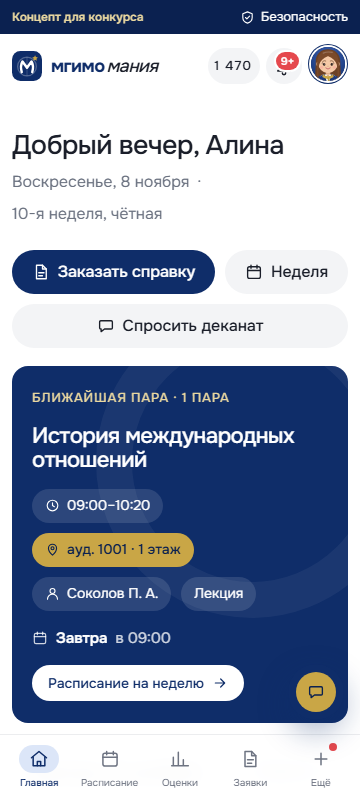 Концепт для конкурса
Безопасность
мгимо мания
1 470
9+
Добрый вечер, Алина
Воскресенье, 8 ноября ·
10-я неделя, чётная
Заказать справку
Неделя
Спросить деканат
БЛИЖАЙШАЯ ПАРА · 1 ПАРА
История международных
отношений
09:00–10:20
ауд. 1001 · 1 этаж
Соколов П. А.
Лекция
Завтра в 09:00
Расписание на неделю
Главная
Расписание
Оценки
Заявки
Ещё